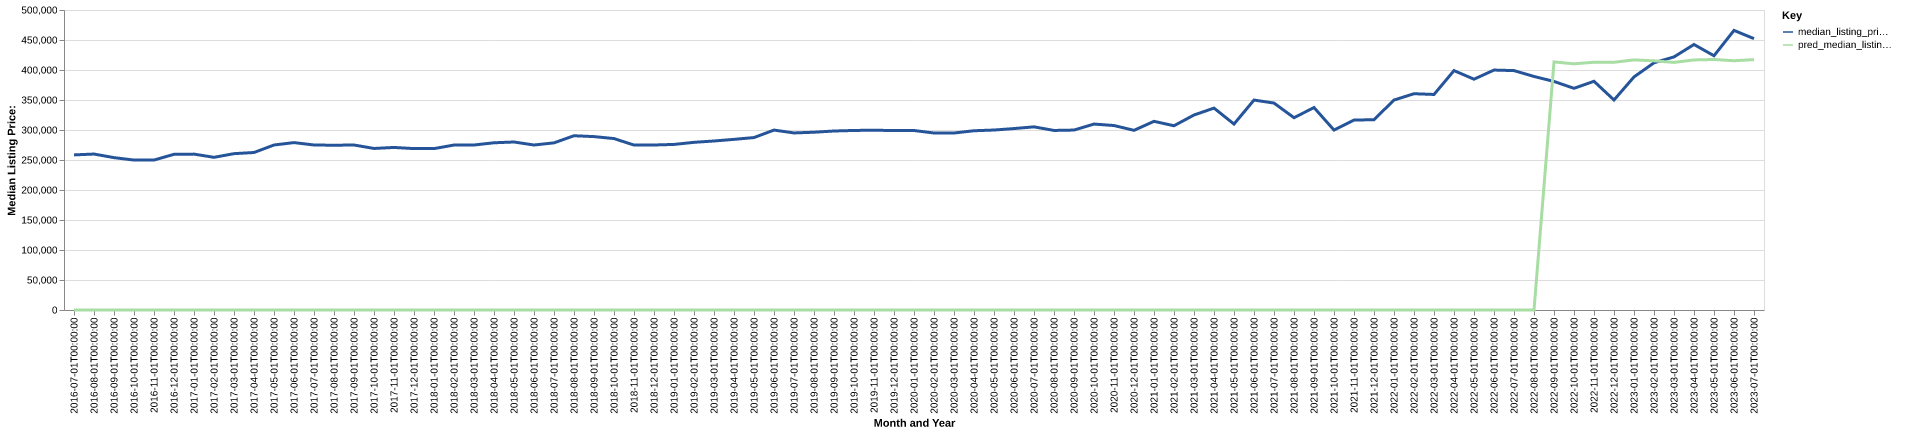 Key
median_listing_pri…
pred_median_listin…
Median Listing Price:
500,000
450,000
400,000
350,000
300,000
250,000
200,000
150,000
100,000
50,000
0
2016-07-01T00:00:00
2016-08-01T00:00:00
2016-09-01T00:00:00
2016-10-01T00:00:00
2016-11-01T00:00:00
2016-12-01T00:00:00
2017-01-01T00:00:00
2017-02-01T00:00:00
2017-03-01T00:00:00
2017-04-01T00:00:00
2017-05-01T00:00:00
2017-06-01T00:00:00
2017-07-01T00:00:00
2017-08-01T00:00:00
2017-09-01T00:00:00
2017-10-01T00:00:00
2017-11-01T00:00:00
2017-12-01T00:00:00
2018-01-01T00:00:00
2018-02-01T00:00:00
2018-03-01T00:00:00
2018-04-01T00:00:00
2018-05-01T00:00:00
2018-06-01T00:00:00
2018-07-01T00:00:00
2018-08-01T00:00:00
2018-09-01T00:00:00
2018-10-01T00:00:00
2018-11-01T00:00:00
2018-12-01T00:00:00
2019-01-01T00:00:00
2019-02-01T00:00:00
2019-03-01T00:00:00
2019-04-01T00:00:00
2019-05-01T00:00:00
2019-06-01T00:00:00
2019-07-01T00:00:00
2019-08-01T00:00:00
2019-09-01T00:00:00
2019-10-01T00:00:00
2019-11-01T00:00:00
2019-12-01T00:00:00
2020-01-01T00:00:00
2020-02-01T00:00:00
2020-03-01T00:00:00
2020-04-01T00:00:00
2020-05-01T00:00:00
2020-06-01T00:00:00
2020-07-01T00:00:00
2020-08-01T00:00:00
2020-09-01T00:00:00
2020-10-01T00:00:00
2020-11-01T00:00:00
2020-12-01T00:00:00
2021-01-01T00:00:00
2021-02-01T00:00:00
2021-03-01T00:00:00
2021-04-01T00:00:00
2021-05-01T00:00:00
2021-06-01T00:00:00
2021-07-01T00:00:00
2021-08-01T00:00:00
2021-09-01T00:00:00
2021-10-01T00:00:00
2021-11-01T00:00:00
2021-12-01T00:00:00
2022-01-01T00:00:00
2022-02-01T00:00:00
2022-03-01T00:00:00
2022-04-01T00:00:00
2022-05-01T00:00:00
2022-06-01T00:00:00
2022-07-01T00:00:00
2022-08-01T00:00:00
2022-09-01T00:00:00
2022-10-01T00:00:00
2022-11-01T00:00:00
2022-12-01T00:00:00
2023-01-01T00:00:00
2023-02-01T00:00:00
2023-03-01T00:00:00
2023-04-01T00:00:00
2023-05-01T00:00:00
2023-06-01T00:00:00
2023-07-01T00:00:00
Month and Year